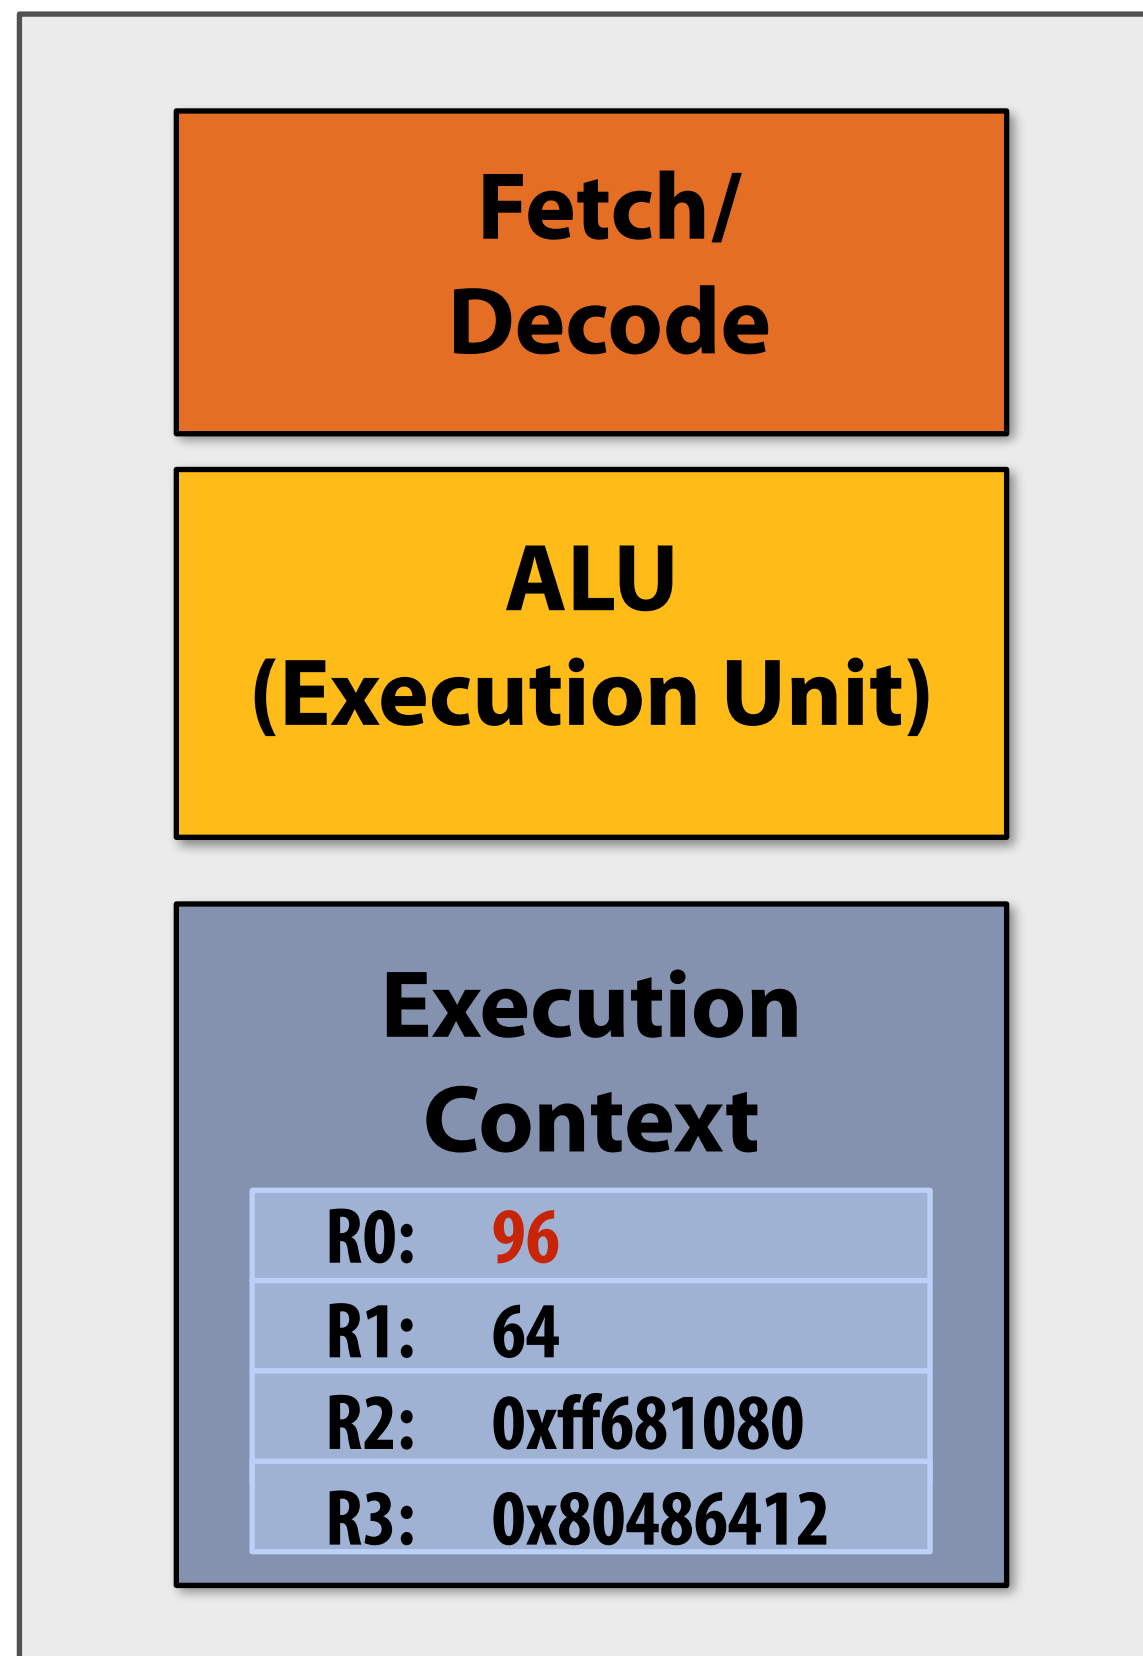 Fetch/
Decode
ALU
(Execution Unit)
Execution
Context
R0: 96
R1: 64
R2: 0xff681080
R3: 0x80486412